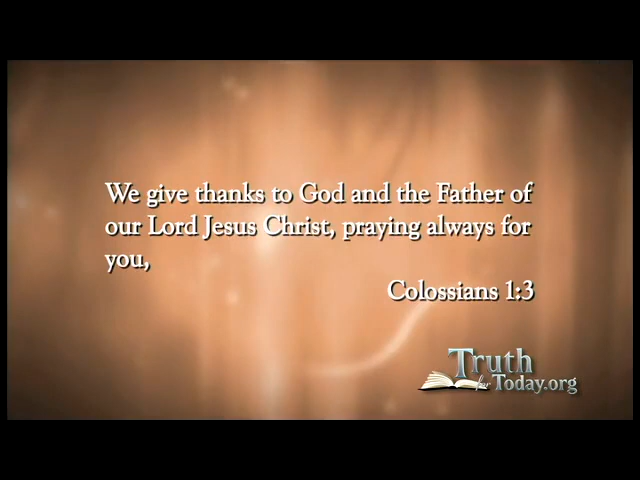 We give thanks to God and the Father of
our Lord Jesus Christ, praying always for
you,
Colossians 1:3
Truth
for Today.org